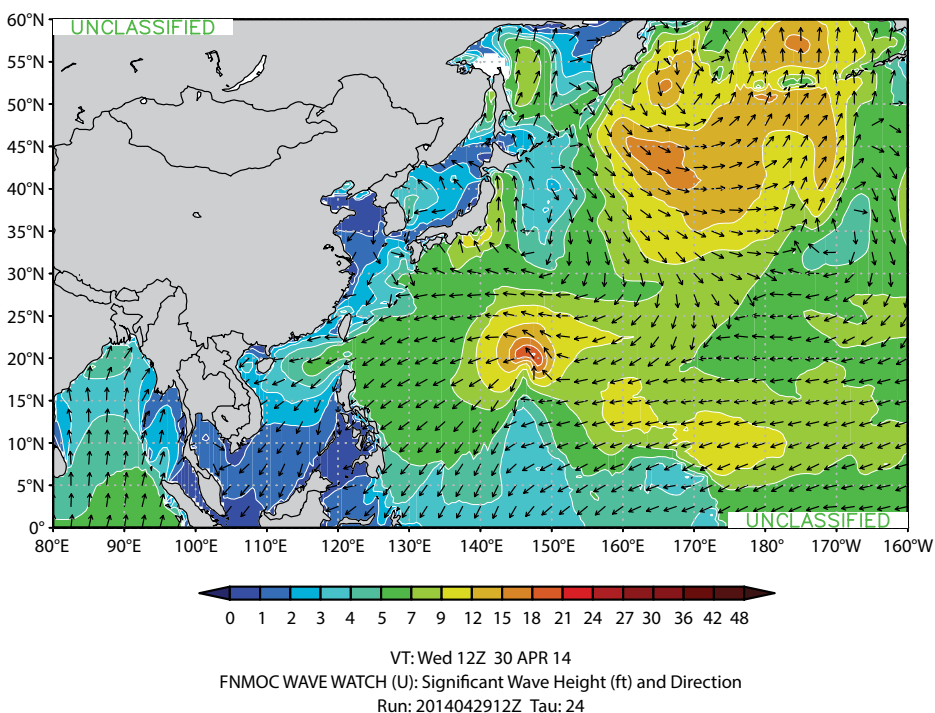 UNCLASSIFIED
60°N
55°N
50°N
45°N
40°N
35°N
30°N
25°N
20°N
15°N
10°N
5°N
0°
UNCLASSIFIED
80°E 90°E 100°E 110°E 120°E 130°E 140°E 150°E 160°E 170°E 180° 170°W 160°W
0 1 2 3 4 5 7 9 12 15 18 21 24 27 30 36 42 48
VT: Wed 12Z 30 APR 14
FNMOC WAVE WATCH (U): Significant Wave Height (ft) and Direction
Run: 2014042912Z Tau: 24